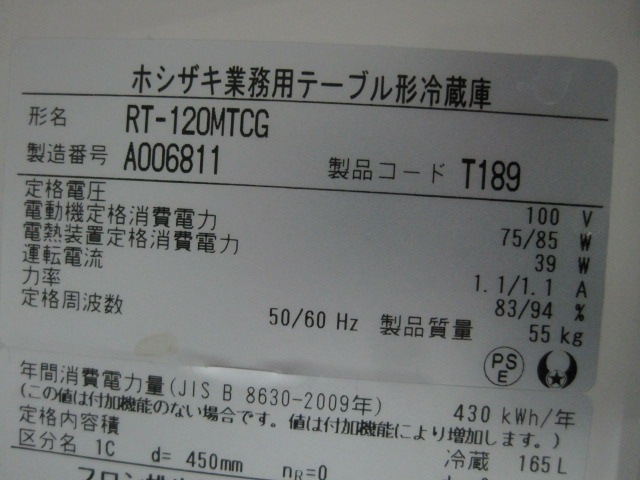 ホシザキ業務用テーブル形冷蔵庫
形名 RT-120MTCG
製造番号 A006811 製品コード T189
定格電圧 100 V
電動機定格消費電力 75/85 W
電熱装置定格消費電力 39 W
運転電流 1.1/1.1 A
力率 83/94 %
定格周波数 50/60 Hz 製品質量 55 kg
PS
E
年間消費電力量(JIS B 8630-2009年) 430 kWh/年
(この値は付加機能のない場合です。値は付加機能により増加します。)
定格内容積 冷蔵 165L
区分名 1C d= 450mm nR=0